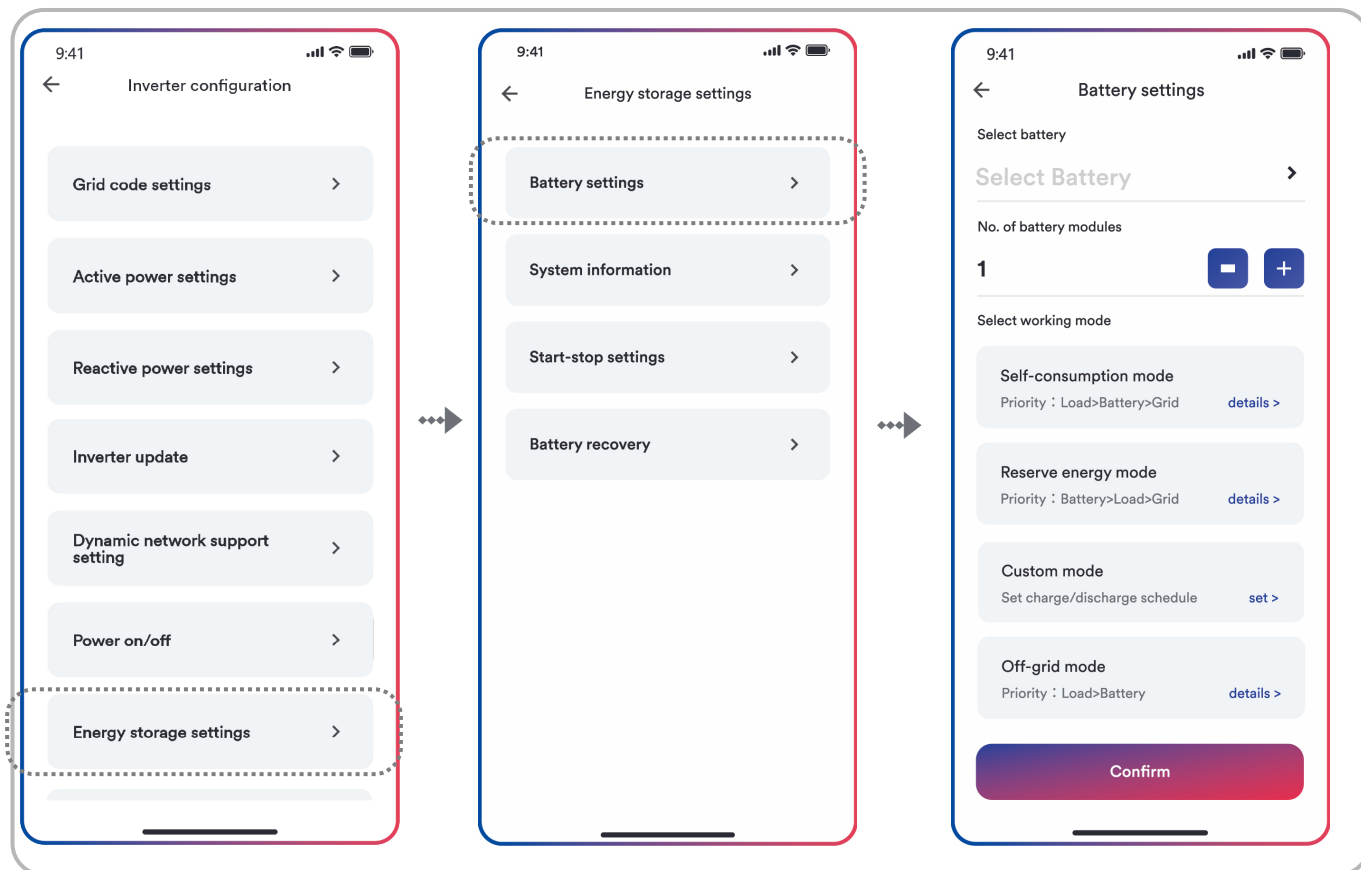 9:41
Inverter configuration
Grid code settings
Active power settings
Reactive power settings
Inverter update
Dynamic network support
setting
Power on/off
Energy storage settings
9:41
Energy storage settings
Battery settings
System information
Start-stop settings
Battery recovery
9:41
Battery settings
Select battery
Select Battery
No. of battery modules
1
Select working mode
Self-consumption mode
Priority：Load>Battery>Grid details >
Reserve energy mode
Priority：Battery>Load>Grid details >
Custom mode
Set charge/discharge schedule set >
Off-grid mode
Priority：Load>Battery details >
Confirm